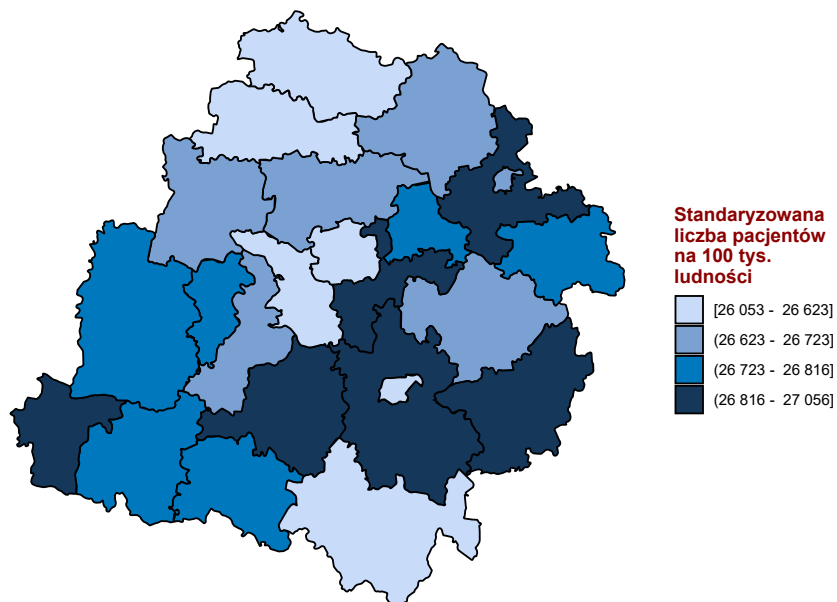 Standaryzowana
liczba pacjentów
na 100 tys.
ludności
[26 053 - 26 623]
(26 623 - 26 723]
(26 723 - 26 816]
(26 816 - 27 056]